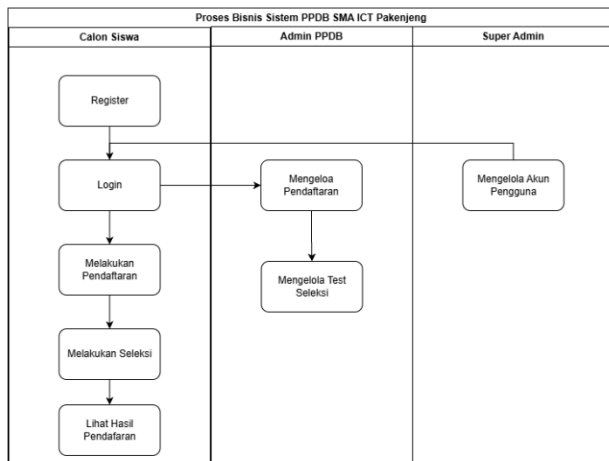 Proses Bisnis Sistem PPDB SMA ICT Pakenjeng
Calon Siswa
Admin PPDB
Super Admin
Register
Login
Mengeloa
Pendaftaran
Mengelola Akun
Pengguna
Melakukan
Pendaftaran
Mengelola Test
Seleksi
Melakukan Seleksi
Lihat Hasil
Pendafaran